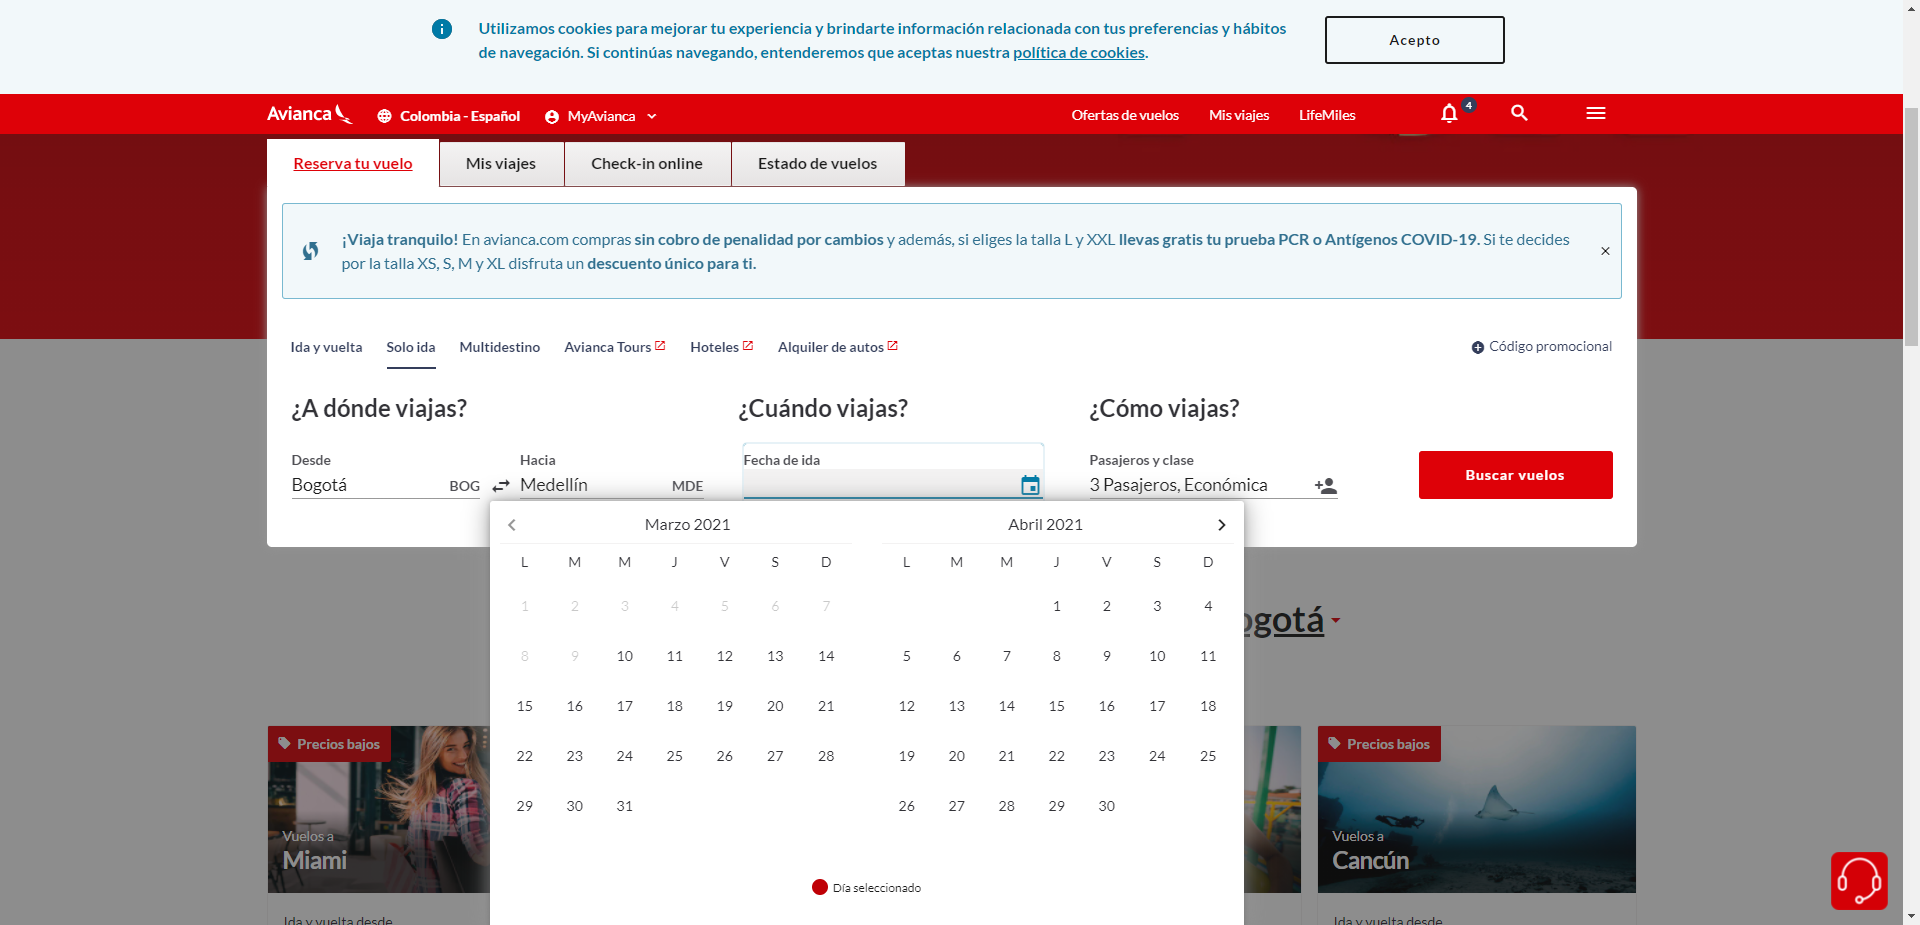 Utilizamos cookies para mejorar tu experiencia y brindarte información relacionada con tus preferencias y hábitos
de navegación. Si continúas navegando, entenderemos que aceptas nuestra política de cookies.
Acepto
Avianca
Colombia - Español
MyAvianca
Ofertas de vuelos
Mis viajes
LifeMiles
4
Reserva tu vuelo
Mis viajes
Check-in online
Estado de vuelos
¡Viaja tranquilo! En avianca.com compras sin cobro de penalidad por cambios y además, si eliges la talla L y XXL llevas gratis tu prueba PCR o Antígenos COVID-19. Si te decides
por la talla XS, S, M y XL disfruta un descuento único para ti.
Ida y vuelta
Solo ida
Multidestino
Avianca Tours
Hoteles
Alquiler de autos
Código promocional
¿A dónde viajas?
¿Cuándo viajas?
¿Cómo viajas?
Desde
Bogotá BOG
Hacia
Medellín MDE
Fecha de ida
Pasajeros y clase
3 Pasajeros, Económica
Buscar vuelos
Marzo 2021
L M M J V S D
1 2 3 4 5 6 7
8 9 10 11 12 13 14
15 16 17 18 19 20 21
22 23 24 25 26 27 28
29 30 31
Abril 2021
L M M J V S D
1 2 3 4
5 6 7 8 9 10 11
12 13 14 15 16 17 18
19 20 21 22 23 24 25
26 27 28 29 30
Día seleccionado
ogotá
Precios bajos
Vuelos a
Miami
Ida y vuelta desde
Precios bajos
Vuelos a
Cancún
Ida y vuelta desde